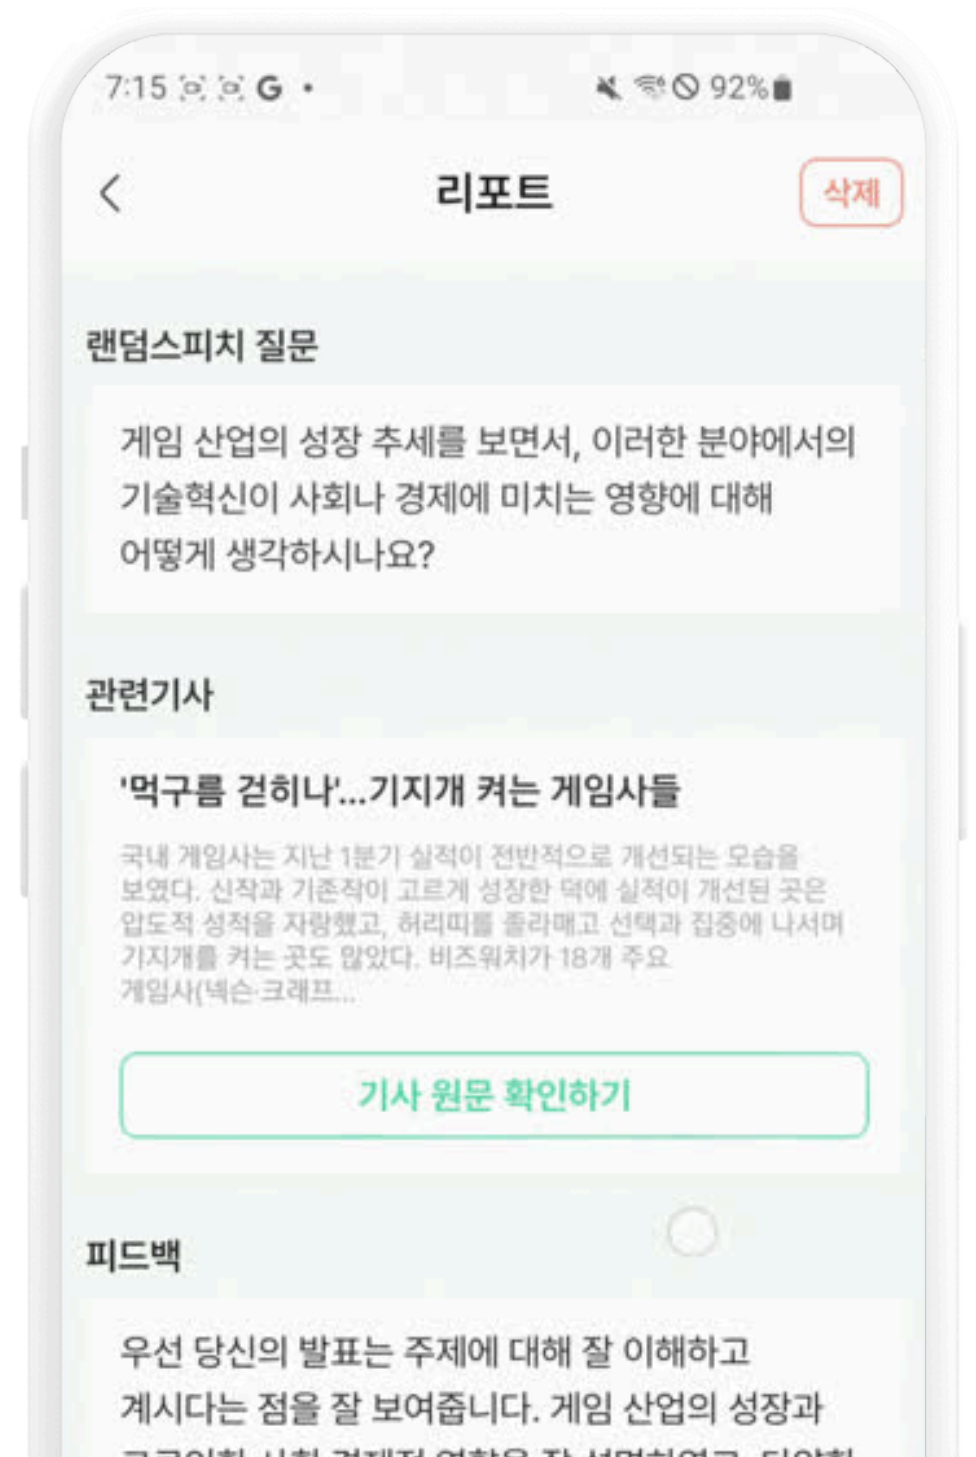 7:15 G • 92%
리포트
삭제
랜덤스피치 질문
게임 산업의 성장 추세를 보면서, 이러한 분야에서의
기술혁신이 사회나 경제에 미치는 영향에 대해
어떻게 생각하시나요?
관련기사
'먹구름 걷히나'...기지개 켜는 게임사들
국내 게임사는 지난 1분기 실적이 전반적으로 개선되는 모습을
보였다. 신작과 기존작이 고르게 성장한 덕에 실적이 개선된 곳은
압도적 성적을 자랑했고, 허리띠를 졸라매고 선택과 집중에 나서며
기지개를 켜는 곳도 많았다. 비즈워치가 18개 주요
게임사(넥슨·크래프...
기사 원문 확인하기
피드백
우선 당신의 발표는 주제에 대해 잘 이해하고
계시다는 점을 잘 보여줍니다. 게임 산업의 성장과